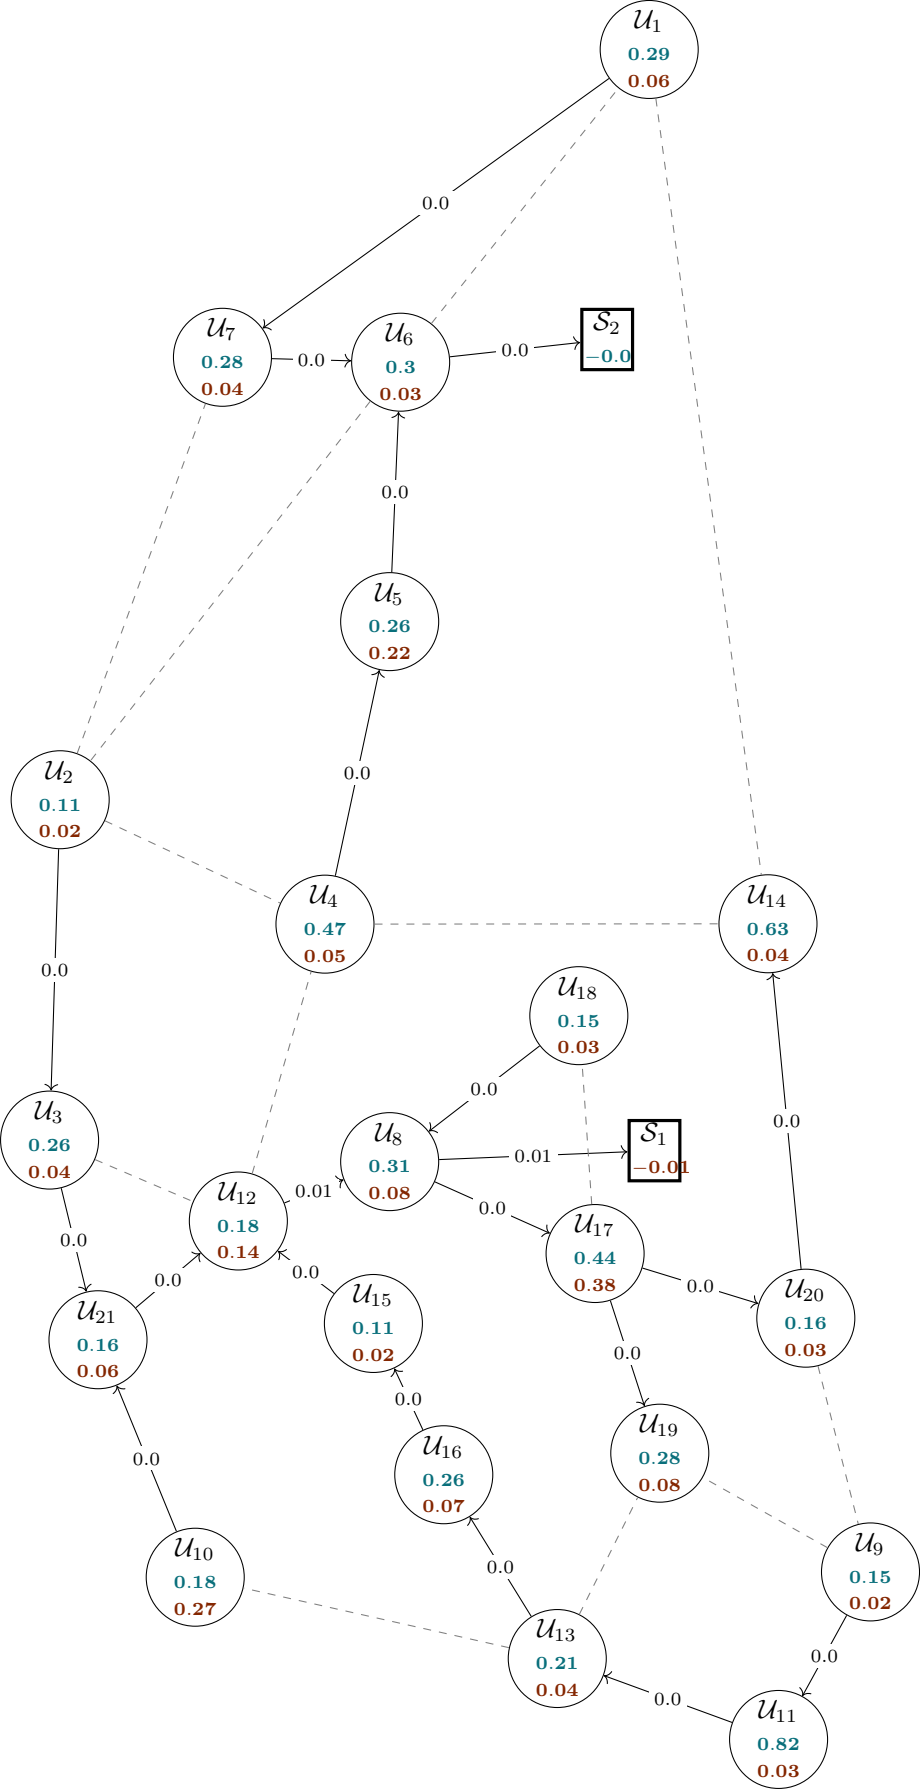 𝒰₁
0.29
0.06
0.0
𝒰₇
0.28
0.04
0.0
𝒰₆
0.3
0.03
0.0
𝒮₂
−0.0
0.0
𝒰₅
0.26
0.22
0.0
𝒰₂
0.11
0.02
𝒰₄
0.47
0.05
𝒰₁₄
0.63
0.04
0.0
𝒰₁₈
0.15
0.03
0.0
𝒰₃
0.26
0.04
𝒰₈
0.31
0.08
0.01
𝒮₁
−0.01
0.0
𝒰₁₂
0.18
0.14
0.01
0.0
𝒰₁₇
0.44
0.38
0.0
0.0
0.0
0.0
𝒰₂₁
0.16
0.06
𝒰₁₅
0.11
0.02
𝒰₂₀
0.16
0.03
0.0
0.0
𝒰₁₉
0.28
0.08
𝒰₁₆
0.26
0.07
0.0
𝒰₁₀
0.18
0.27
0.0
𝒰₉
0.15
0.02
𝒰₁₃
0.21
0.04
0.0
0.0
𝒰₁₁
0.82
0.03